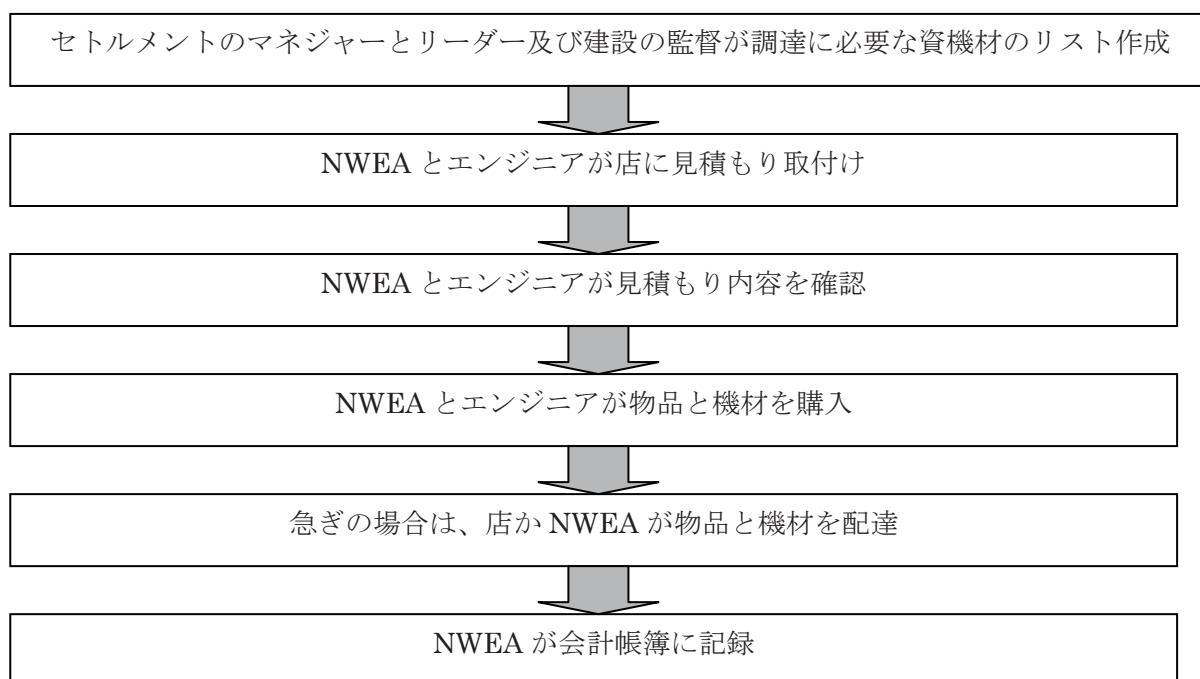 セトルメントのマネジャーとリーダー及び建設の監督が調達に必要な資機材のリスト作成
NWEA とエンジニアが店に見積もり取付け
NWEA とエンジニアが見積もり内容を確認
NWEA とエンジニアが物品と機材を購入
急ぎの場合は、店か NWEA が物品と機材を配達
NWEA が会計帳簿に記録